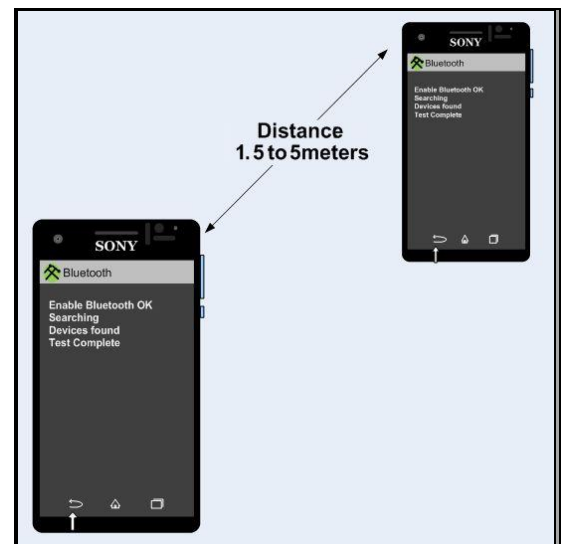 SONY
Bluetooth
Enable Bluetooth OK
Searching
Devices found
Test Complete
Distance
1.5 to 5meters
SONY
Bluetooth
Enable Bluetooth OK
Searching
Devices found
Test Complete